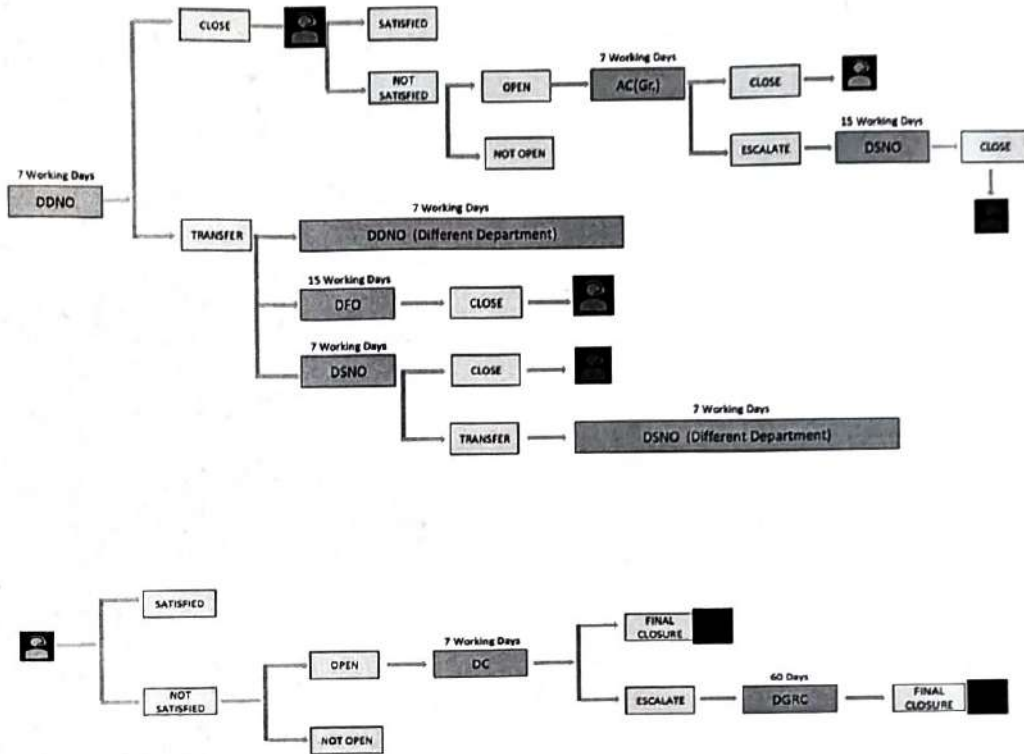 CLOSE
SATISFIED
NOT
SATISFIED
OPEN
NOT OPEN
7 Working Days
AC(Gr.)
CLOSE
ESCALATE
15 Working Days
DSNO
CLOSE
7 Working Days
DDNO
TRANSFER
7 Working Days
DDNO (Different Department)
15 Working Days
DFO
CLOSE
7 Working Days
DSNO
CLOSE
TRANSFER
7 Working Days
DSNO (Different Department)
SATISFIED
NOT
SATISFIED
OPEN
NOT OPEN
7 Working Days
DC
FINAL
CLOSURE
ESCALATE
60 Days
DGRC
FINAL
CLOSURE